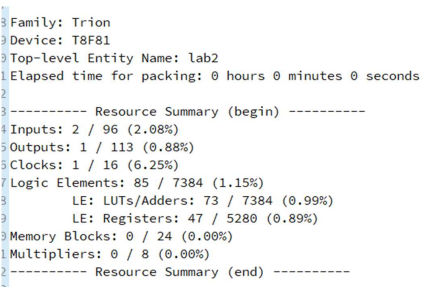 8 Family: Trion
9 Device: T8F81
0 Top-level Entity Name: lab2
1 Elapsed time for packing: 0 hours 0 minutes 0 seconds
2
3 ---------- Resource Summary (begin) ----------
4 Inputs: 2 / 96 (2.08%)
5 Outputs: 1 / 113 (0.88%)
6 Clocks: 1 / 16 (6.25%)
7 Logic Elements: 85 / 7384 (1.15%)
8 LE: LUTs/Adders: 73 / 7384 (0.99%)
9 LE: Registers: 47 / 5280 (0.89%)
0 Memory Blocks: 0 / 24 (0.00%)
1 Multipliers: 0 / 8 (0.00%)
2 ---------- Resource Summary (end) ----------